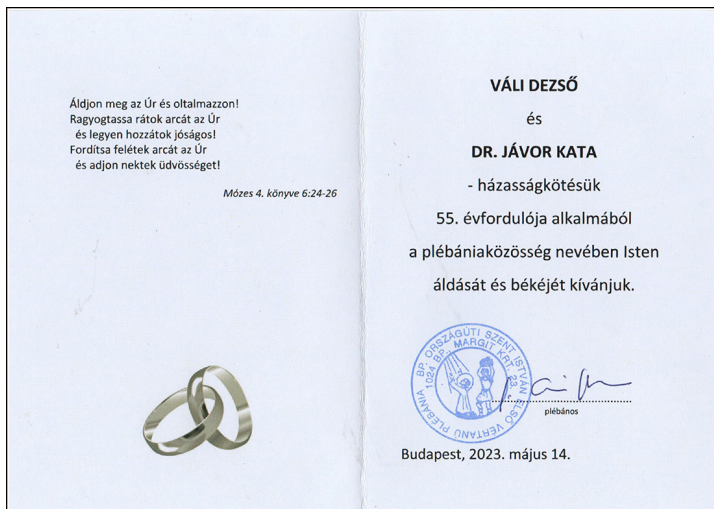 Áldjon meg az Úr és oltalmazzon!
Ragyogtassa rátok arcát az Úr
és legyen hozzátok jóságos!
Fordítsa felétek arcát az Úr
és adjon nektek üdvösséget!
Mózes 4. könyve 6:24-26
VÁLI DEZSŐ
és
DR. JÁVOR KATA
- házasságkötésük
55. évfordulója alkalmából
a plébániaközösség nevében Isten
áldását és békéjét kívánjuk.
BP. ORSZÁGÚTI SZENT ISTVÁN ELSŐ VÉRTANÚ PLÉBÁNIA
1024 BP., MARGIT KRT. 23.
plébános
Budapest, 2023. május 14.